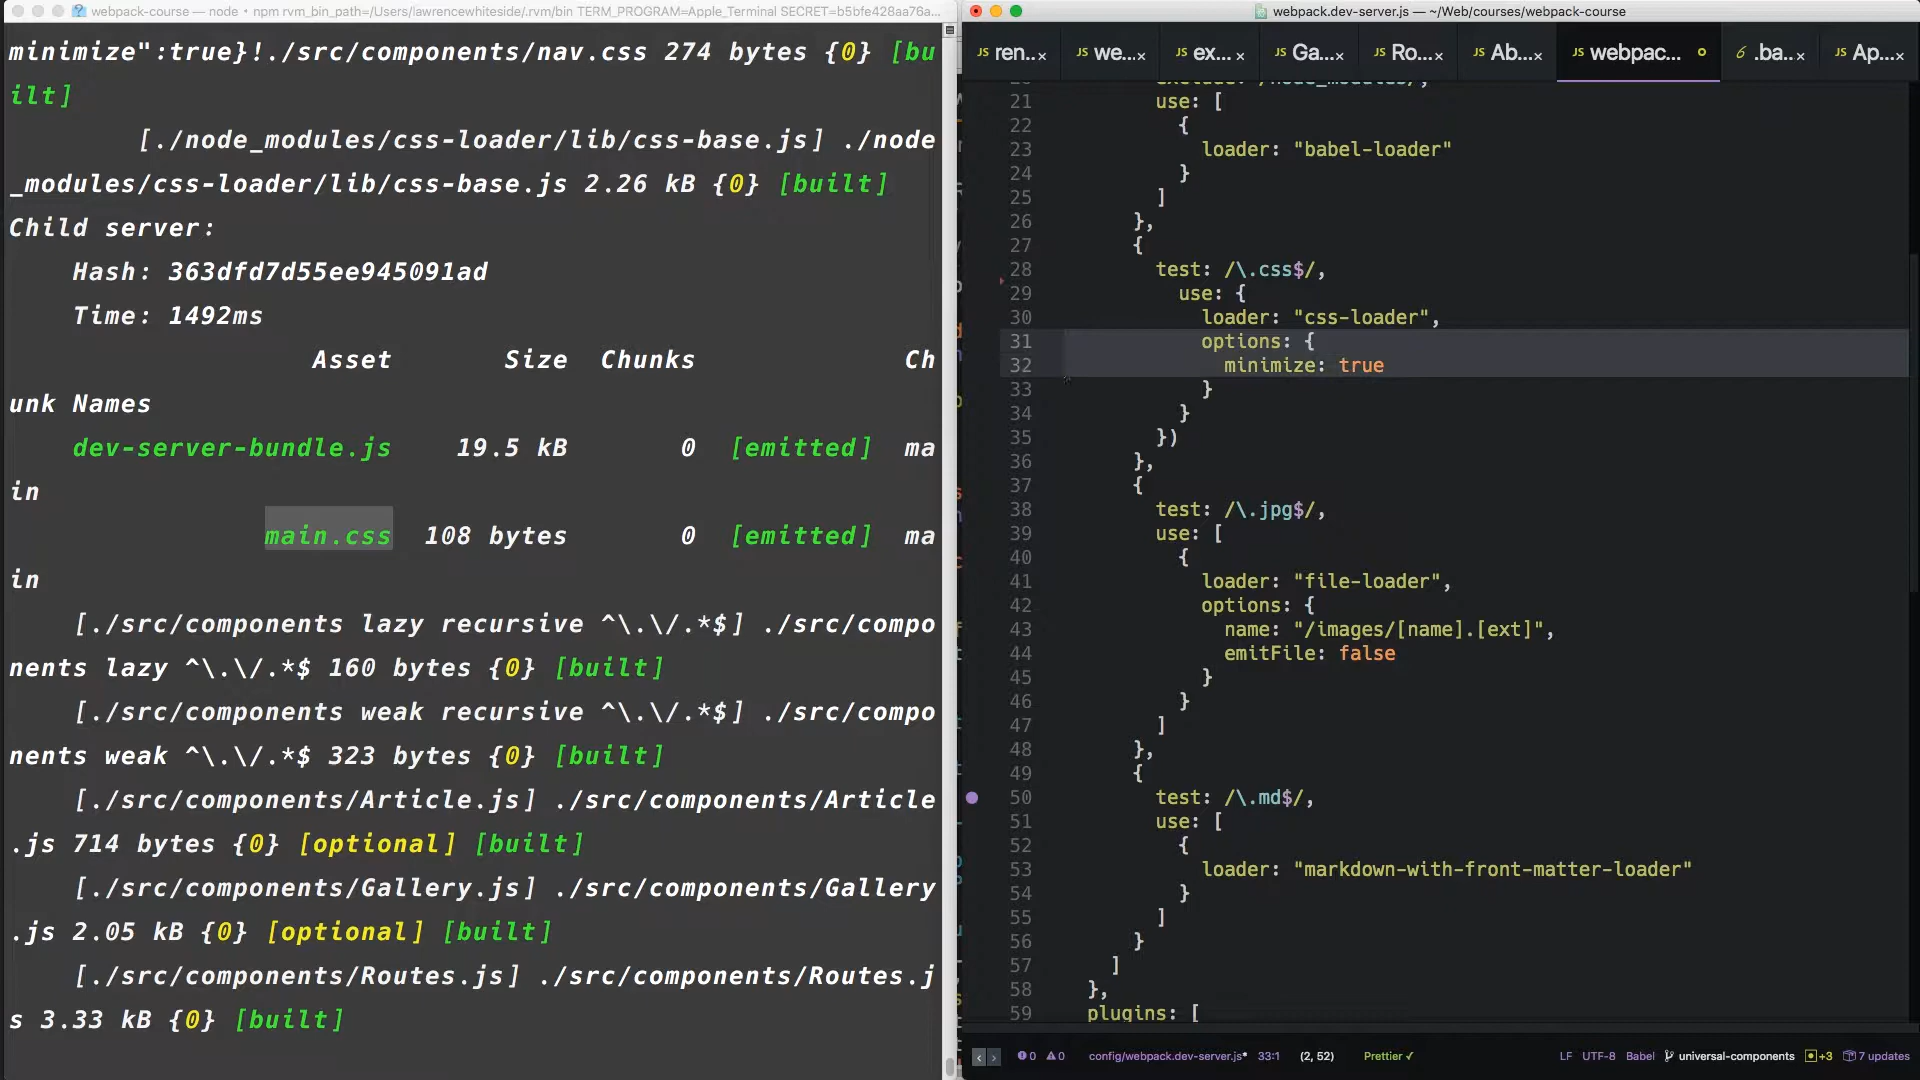 webpack-course — node • npm rvm_bin_path=/Users/lawrencewhiteside/.rvm/bin TERM_PROGRAM=Apple_Terminal SECRET=b5bfe428aa76a...
minimize":true}!./src/components/nav.css 274 bytes {0} [bu
ilt]
[./node_modules/css-loader/lib/css-base.js] ./node
_modules/css-loader/lib/css-base.js 2.26 kB {0} [built]
Child server:
Hash: 363dfd7d55ee945091ad
Time: 1492ms
Asset Size Chunks Ch
unk Names
dev-server-bundle.js 19.5 kB 0 [emitted] ma
in
main.css 108 bytes 0 [emitted] ma
in
[./src/components lazy recursive ^\.\/.*$] ./src/compo
nents lazy ^\.\/.*$ 160 bytes {0} [built]
[./src/components weak recursive ^\.\/.*$] ./src/compo
nents weak ^\.\/.*$ 323 bytes {0} [built]
[./src/components/Article.js] ./src/components/Article
.js 714 bytes {0} [optional] [built]
[./src/components/Gallery.js] ./src/components/Gallery
.js 2.05 kB {0} [optional] [built]
[./src/components/Routes.js] ./src/components/Routes.j
s 3.33 kB {0} [built]
webpack.dev-server.js — ~/Web/courses/webpack-course
JS ren... × JS we... × JS ex... × JS Ga... × JS Ro... × JS Ab... × JS webpac... 6 .ba... × JS Ap... ×
21 use: [
22 {
23 loader: "babel-loader"
24 }
25 ]
26 },
27 {
28 test: /\.css$/,
29 use: {
30 loader: "css-loader",
31 options: {
32 minimize: true
33 }
34 }
35 })
36 },
37 {
38 test: /\.jpg$/,
39 use: [
40 {
41 loader: "file-loader",
42 options: {
43 name: "/images/[name].[ext]",
44 emitFile: false
45 }
46 }
47 ]
48 },
49 {
50 test: /\.md$/,
51 use: [
52 {
53 loader: "markdown-with-front-matter-loader"
54 }
55 ]
56 }
57 ]
58 },
59 plugins: [
0 0 config/webpack.dev-server.js* 33:1 (2, 52) Prettier ✓ LF UTF-8 Babel universal-components +3 7 updates